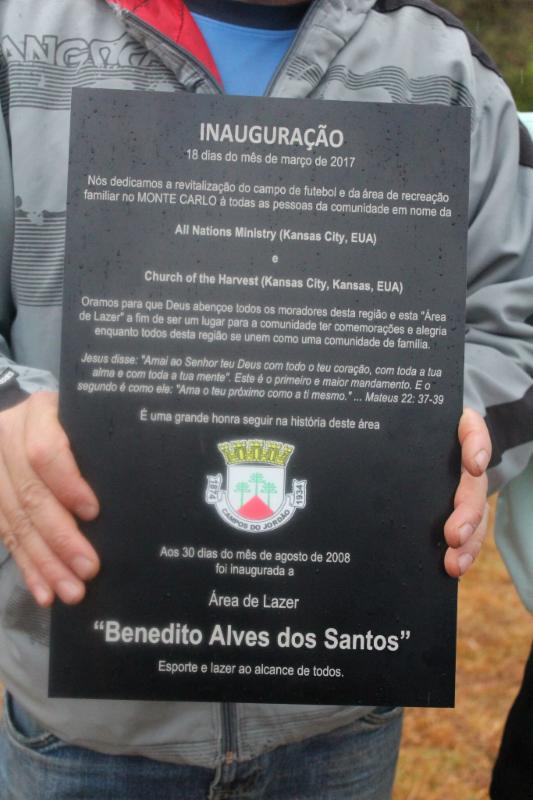 ANGOCA
INAUGURAÇÃO
18 dias do mês de março de 2017
Nós dedicamos a revitalização do campo de futebol e da área de recreação
familiar no MONTE CARLO à todas as pessoas da comunidade em nome da
All Nations Ministry (Kansas City, EUA)
e
Church of the Harvest (Kansas City, Kansas, EUA)
Oramos para que Deus abençoe todos os moradores desta região e esta “Área
de Lazer” a fim de ser um lugar para a comunidade ter comemorações e alegria
enquanto todos desta região se unem como uma comunidade de família.
Jesus disse: "Amai ao Senhor teu Deus com todo o teu coração, com toda a tua
alma e com toda a tua mente". Este é o primeiro e maior mandamento. E o
segundo é como ele: "Ama o teu próximo como a ti mesmo." ... Mateus 22: 37-39
É uma grande honra seguir na história deste área
1874 CAMPOS DO JORDÃO 1934
Aos 30 dias do mês de agosto de 2008
foi inaugurada a
Área de Lazer
“Benedito Alves dos Santos”
Esporte e lazer ao alcance de todos.